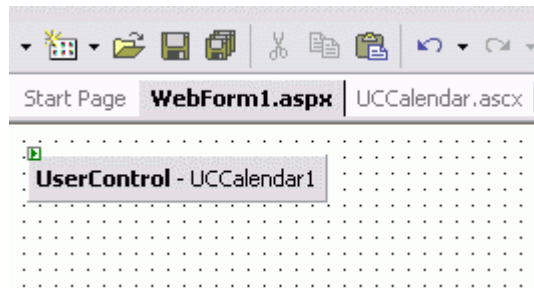 Start Page WebForm1.aspx UCCalendar.ascx
UserControl - UCCalendar1